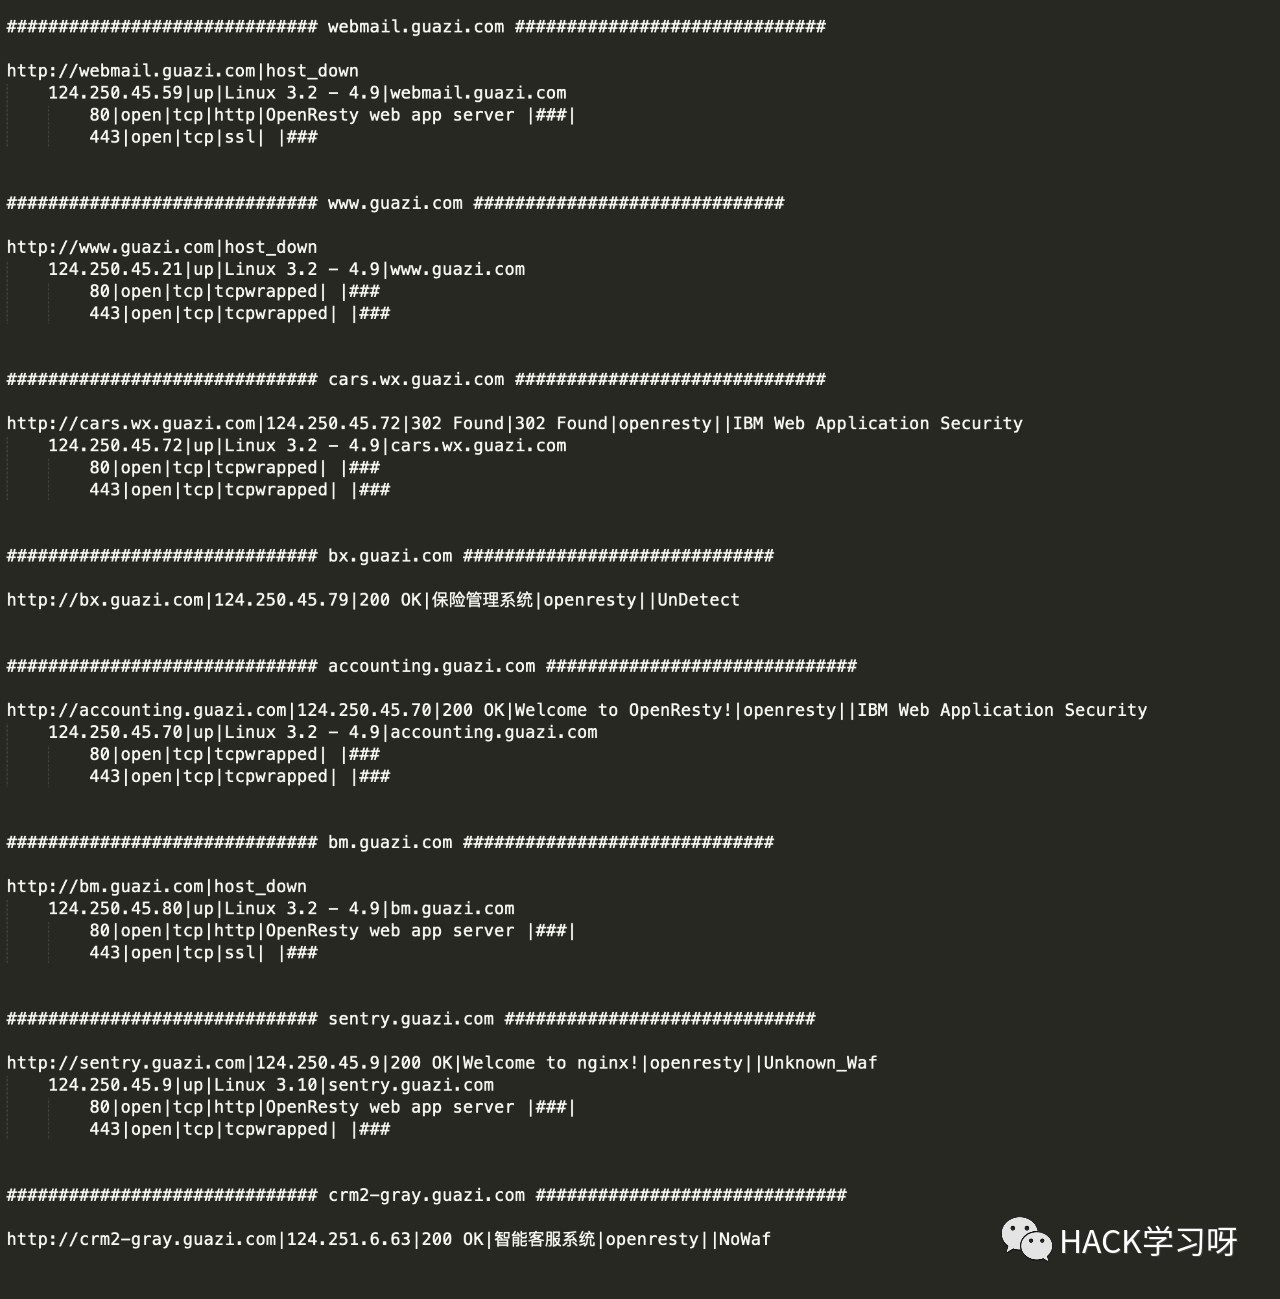 ############################## webmail.guazi.com ##############################
http://webmail.guazi.com|host_down
124.250.45.59|up|Linux 3.2 - 4.9|webmail.guazi.com
80|open|tcp|http|OpenResty web app server |###|
443|open|tcp|ssl| |###
############################## www.guazi.com ##############################
http://www.guazi.com|host_down
124.250.45.21|up|Linux 3.2 - 4.9|www.guazi.com
80|open|tcp|tcpwrapped| |###
443|open|tcp|tcpwrapped| |###
############################## cars.wx.guazi.com ##############################
http://cars.wx.guazi.com|124.250.45.72|302 Found|302 Found|openresty||IBM Web Application Security
124.250.45.72|up|Linux 3.2 - 4.9|cars.wx.guazi.com
80|open|tcp|tcpwrapped| |###
443|open|tcp|tcpwrapped| |###
############################## bx.guazi.com ##############################
http://bx.guazi.com|124.250.45.79|200 OK|保险管理系统|openresty||UnDetect
############################## accounting.guazi.com ##############################
http://accounting.guazi.com|124.250.45.70|200 OK|Welcome to OpenResty!|openresty||IBM Web Application Security
124.250.45.70|up|Linux 3.2 - 4.9|accounting.guazi.com
80|open|tcp|tcpwrapped| |###
443|open|tcp|tcpwrapped| |###
############################## bm.guazi.com ##############################
http://bm.guazi.com|host_down
124.250.45.80|up|Linux 3.2 - 4.9|bm.guazi.com
80|open|tcp|http|OpenResty web app server |###|
443|open|tcp|ssl| |###
############################## sentry.guazi.com ##############################
http://sentry.guazi.com|124.250.45.9|200 OK|Welcome to nginx!|openresty||Unknown_Waf
124.250.45.9|up|Linux 3.10|sentry.guazi.com
80|open|tcp|http|OpenResty web app server |###|
443|open|tcp|tcpwrapped| |###
############################## crm2-gray.guazi.com ##############################
http://crm2-gray.guazi.com|124.251.6.63|200 OK|智能客服系统|openresty||NoWaf
HACK学习呀